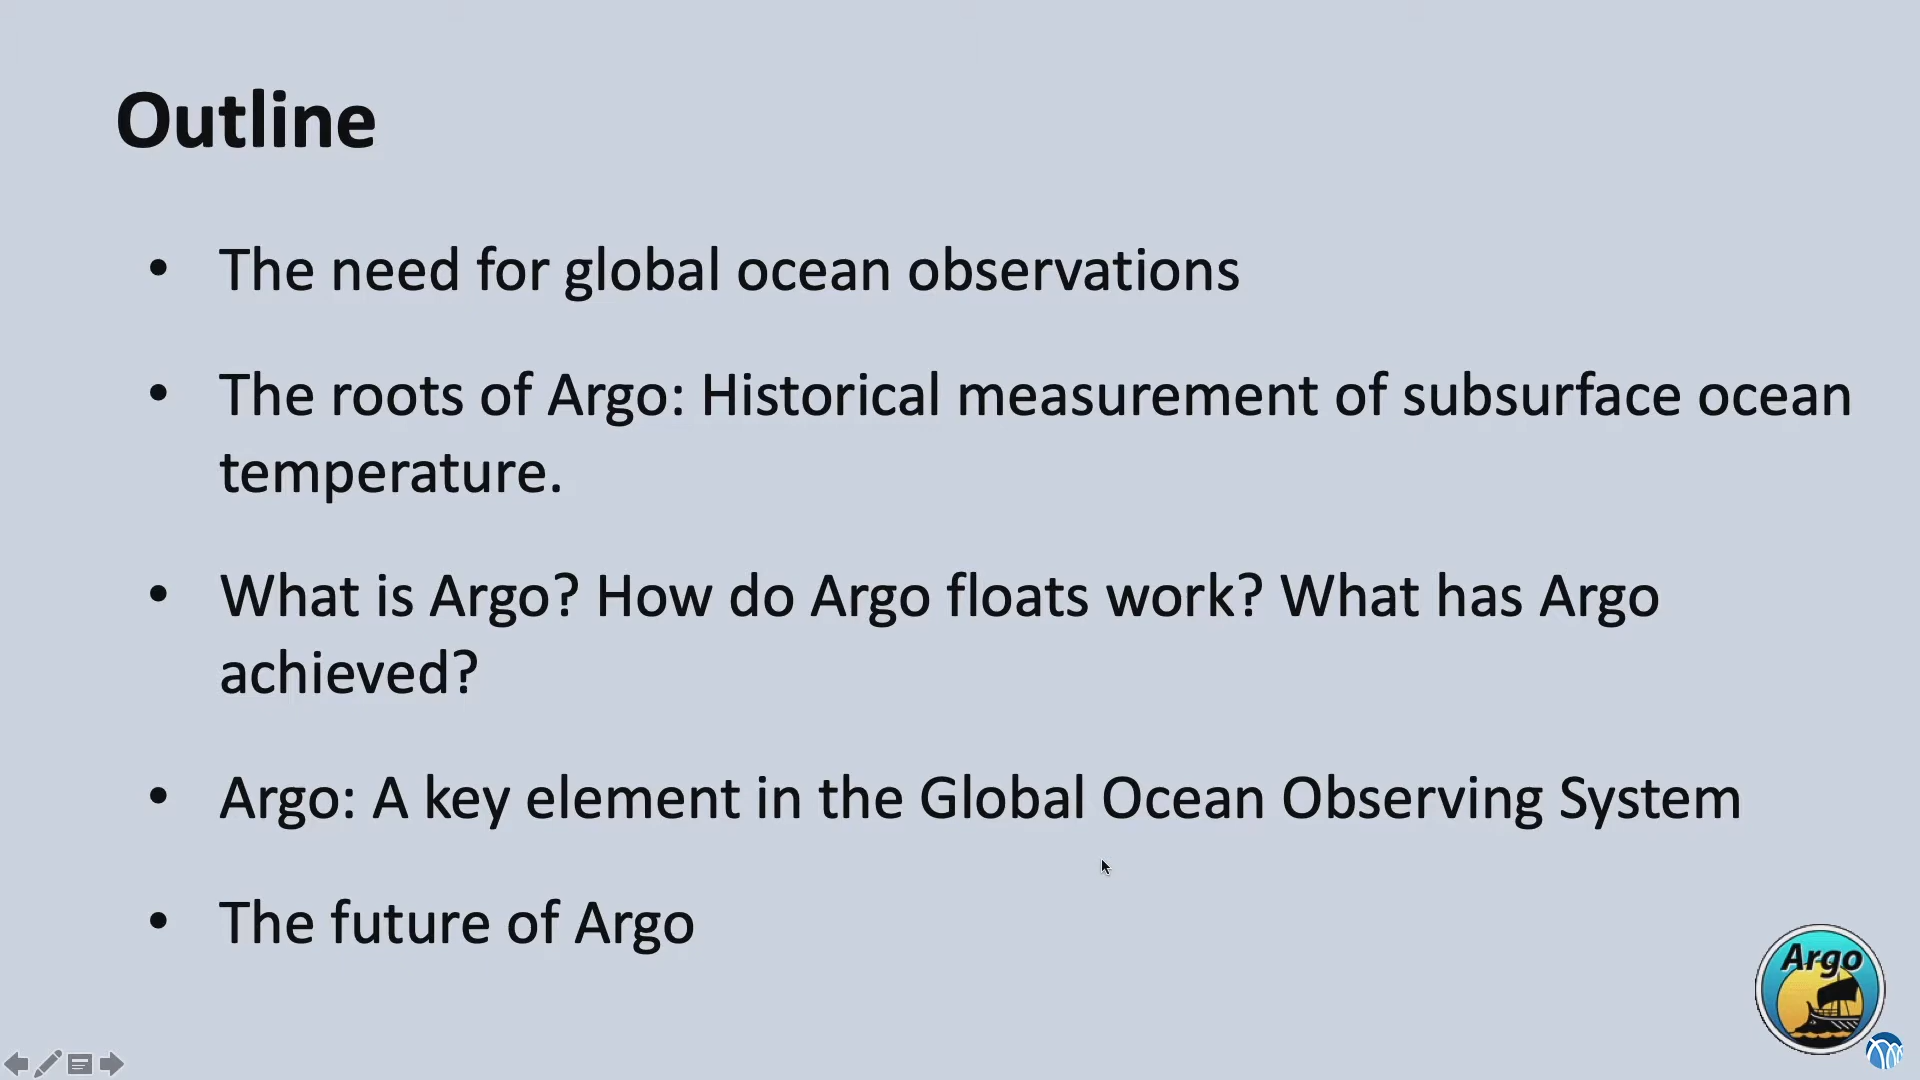 Outline
• The need for global ocean observations
• The roots of Argo: Historical measurement of subsurface ocean
temperature.
• What is Argo? How do Argo floats work? What has Argo
achieved?
• Argo: A key element in the Global Ocean Observing System
• The future of Argo
Argo